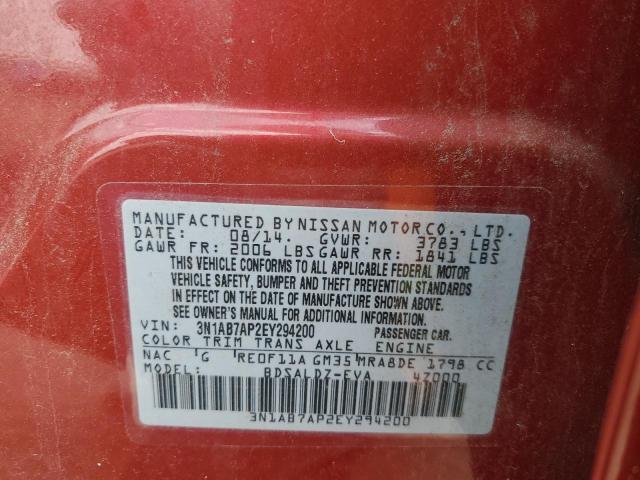 MANUFACTURED BY NISSAN MOTOR CO., LTD.
DATE: 08/14. GVWR: 3783 LBS
GAWR FR: 2006 LBS GAWR RR: 1841 LBS
THIS VEHICLE CONFORMS TO ALL APPLICABLE FEDERAL MOTOR
VEHICLE SAFETY, BUMPER AND THEFT PREVENTION STANDARDS
IN EFFECT ON THE DATE OF MANUFACTURE SHOWN ABOVE.
SEE OWNER'S MANUAL FOR ADDITIONAL INFORMATION.
VIN: 3N1AB7AP2EY294200 PASSENGER CAR.
COLOR TRIM TRANS AXLE ENGINE
NAC G RE0F11A GM35 MRA8DE 1798 CC
MODEL: BDSALDZ-EVA 4Z000
3N1AB7AP2EY294200